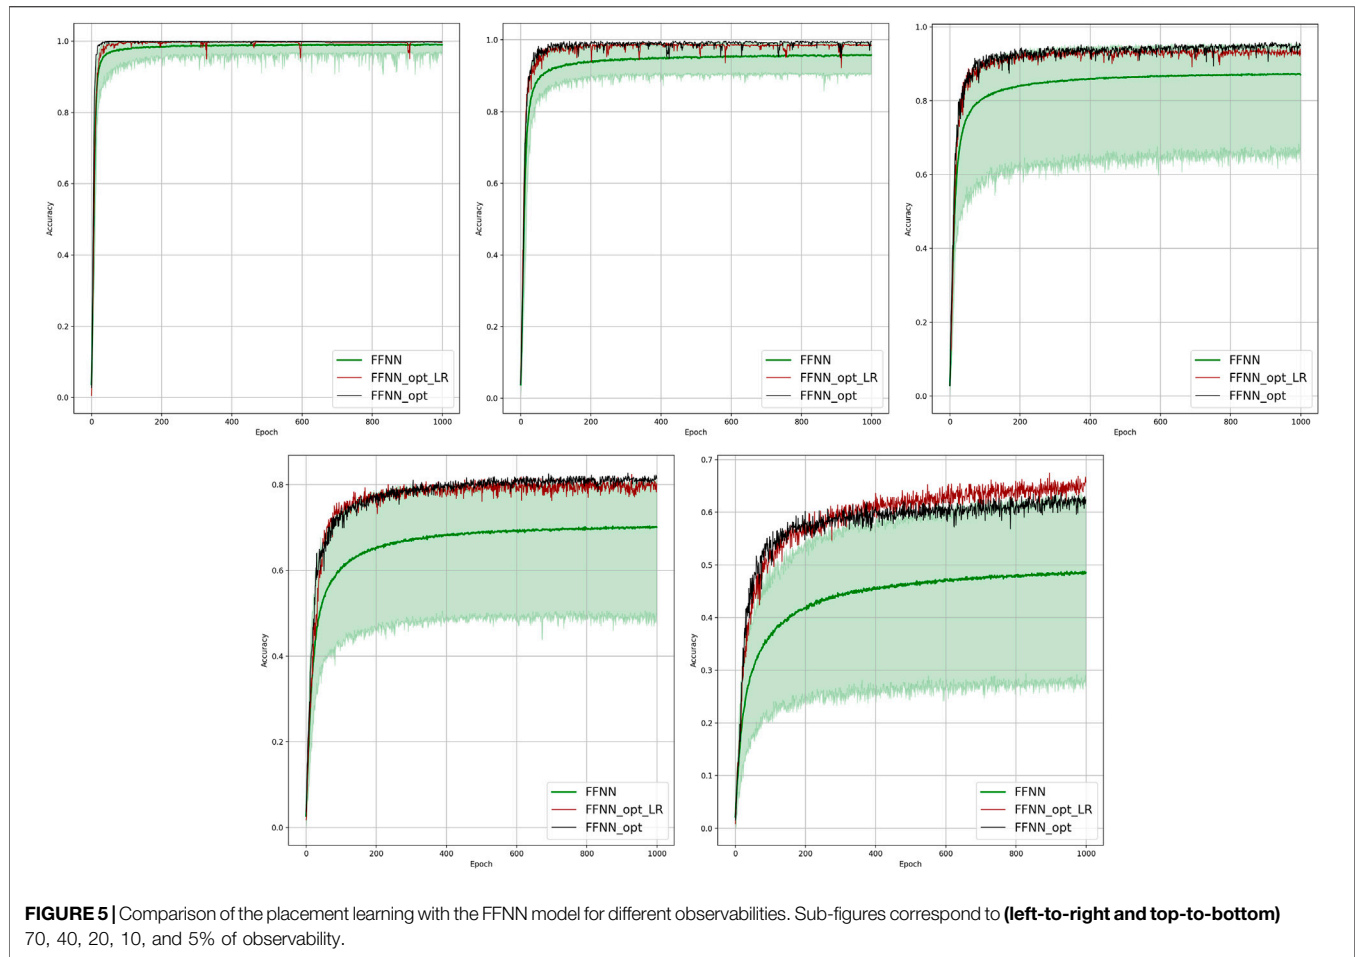 1.0
0.8
0.6
0.4
0.2
0.0
Accuracy
0 200 400 600 800 1000
Epoch
FFNN
FFNN_opt_LR
FFNN_opt
1.0
0.8
0.6
0.4
0.2
0.0
Accuracy
0 200 400 600 800 1000
Epoch
FFNN
FFNN_opt_LR
FFNN_opt
1.0
0.8
0.6
0.4
0.2
0.0
Accuracy
0 200 400 600 800 1000
Epoch
FFNN
FFNN_opt_LR
FFNN_opt
0.8
0.6
0.4
0.2
0.0
Accuracy
0 200 400 600 800 1000
Epoch
FFNN
FFNN_opt_LR
FFNN_opt
0.7
0.6
0.5
0.4
0.3
0.2
0.1
0.0
Accuracy
0 200 400 600 800 1000
Epoch
FFNN
FFNN_opt_LR
FFNN_opt
FIGURE 5 | Comparison of the placement learning with the FFNN model for different observabilities. Sub-figures correspond to (left-to-right and top-to-bottom)
70, 40, 20, 10, and 5% of observability.